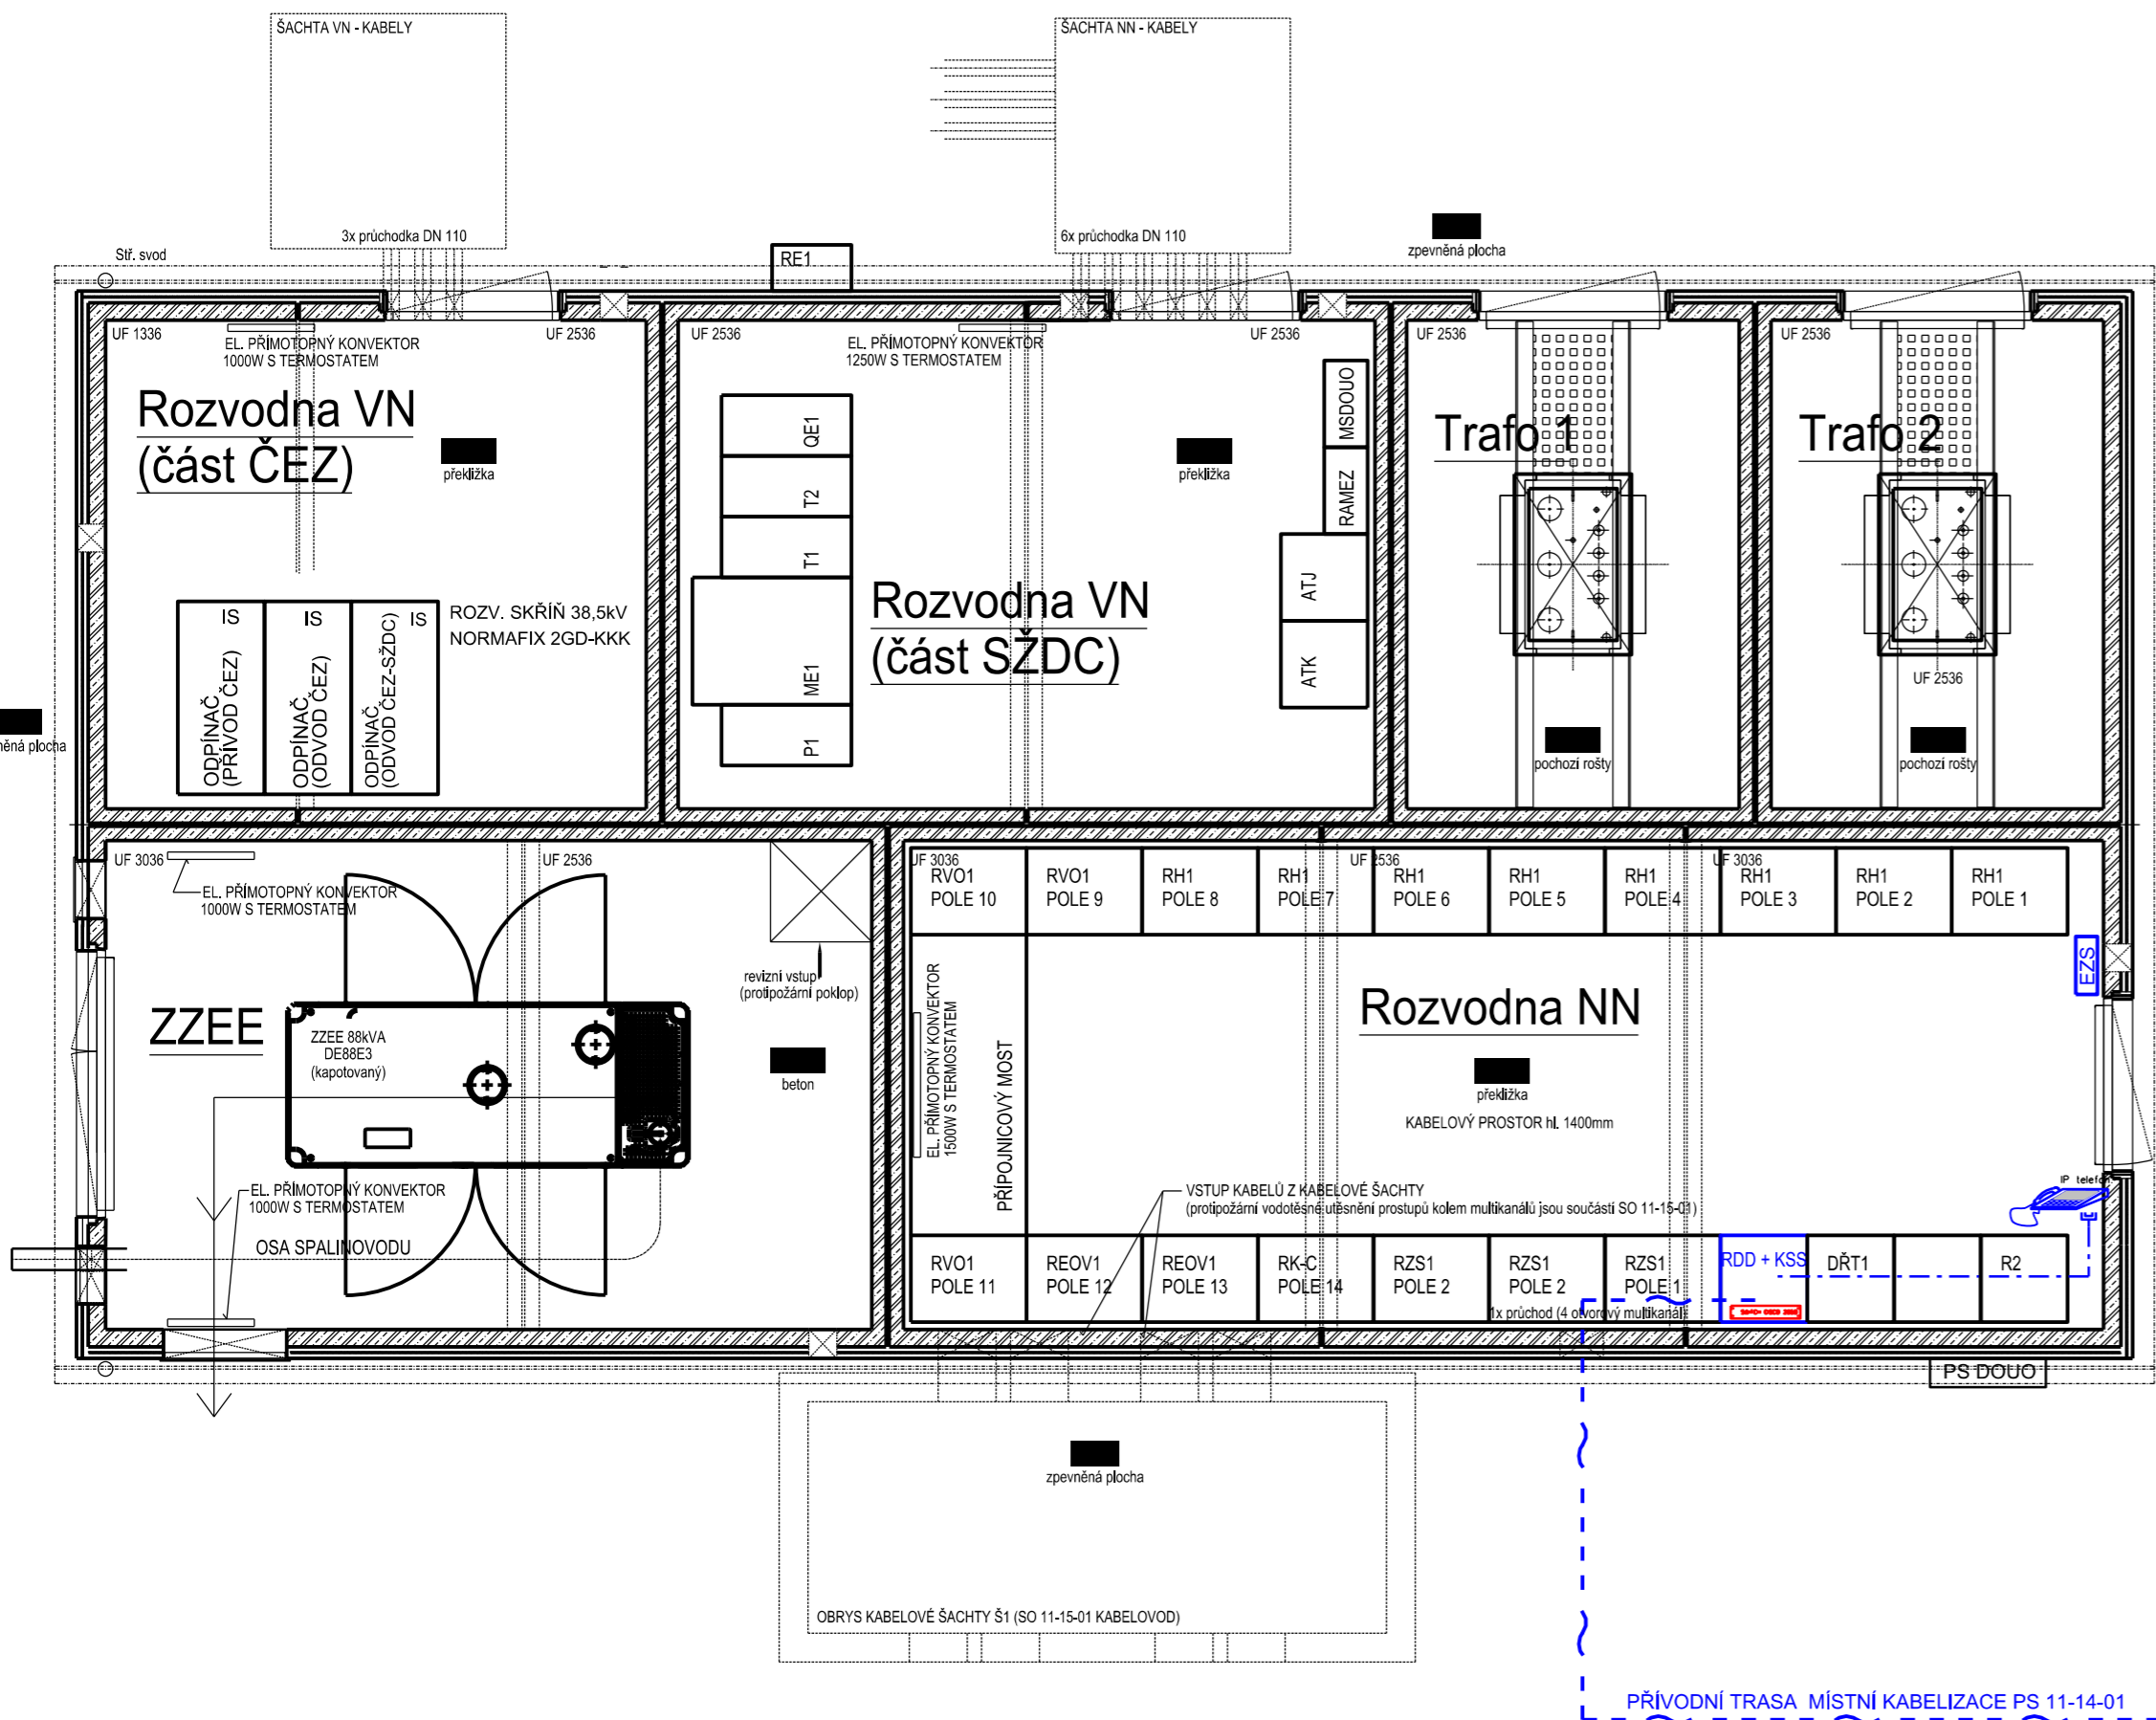 ŠACHTA VN - KABELY
ŠACHTA NN - KABELY
3x průchodka DN 110
6x průchodka DN 110
zpevněná plocha
Stř. svod
RE1
UF 1336
EL. PŘÍMOTOPNÝ KONVEKTOR
1000W S TERMOSTATEM
UF 2536
UF 2536
EL. PŘÍMOTOPNÝ KONVEKTOR
1250W S TERMOSTATEM
UF 2536
UF 2536
UF 2536
Rozvodna VN
(část ČEZ)
překližka
QE1
T2
T1
ME1
P1
překližka
MSDOUO
RAMEZ
ATJ
ATK
Trafo 1
Trafo 2
Rozvodna VN
(část SŽDC)
IS
IS
IS
ODPÍNAČ
(PŘÍVOD ČEZ)
ODPÍNAČ
(ODVOD ČEZ)
ODPÍNAČ
(ODVOD ČEZ-SŽDC)
ROZV. SKŘÍŇ 38,5kV
NORMAFIX 2GD-KKK
UF 2536
pochozí rošty
pochozí rošty
něná plocha
UF 3036
EL. PŘÍMOTOPNÝ KONVEKTOR
1000W S TERMOSTATEM
UF 2536
revizní vstup
(protipožární poklop)
ZZEE
ZZEE 88kVA
DE88E3
(kapotovaný)
beton
EL. PŘÍMOTOPNÝ KONVEKTOR
1000W S TERMOSTATEM
OSA SPALINOVODU
UF 3036
UF 2536
UF 3036
RVO1
POLE 10
RVO1
POLE 9
RH1
POLE 8
RH1
POLE 7
RH1
POLE 6
RH1
POLE 5
RH1
POLE 4
RH1
POLE 3
RH1
POLE 2
RH1
POLE 1
EZS
EL. PŘÍMOTOPNÝ KONVEKTOR
1500W S TERMOSTATEM
PŘÍPOJNICOVÝ MOST
Rozvodna NN
překližka
KABELOVÝ PROSTOR hl. 1400mm
VSTUP KABELŮ Z KABELOVÉ ŠACHTY
(protipožární vodotěsné utěsnění prostupů kolem multikanálů jsou součástí SO 11-15-01)
IP telefon
RVO1
POLE 11
REOV1
POLE 12
REOV1
POLE 13
RK-C
POLE 14
RZS1
POLE 2
RZS1
POLE 2
RZS1
POLE 1
RDD + KSS
DŘT1
R2
1x průchod (4 otvorový multikanál)
PS DOUO
zpevněná plocha
OBRYS KABELOVÉ ŠACHTY Š1 (SO 11-15-01 KABELOVOD)
PŘÍVODNÍ TRASA MÍSTNÍ KABELIZACE PS 11-14-01